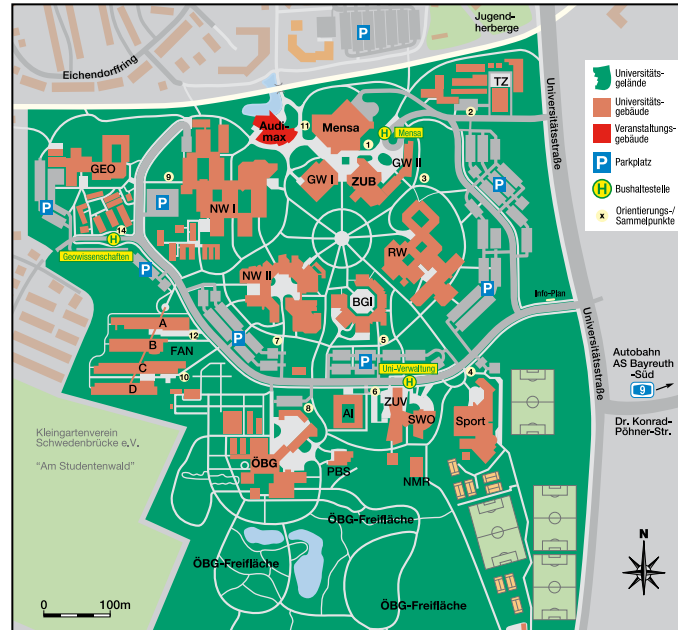 Jugend-
herberge
P
Eichendorffring
TZ
Universitätsstraße
2
Audi-
max
11
Mensa
H
Mensa
1
GW II
GW I
ZUB
3
P
GEO
9
P
NW I
P
14
H
Geowissenschaften
P
RW
NW II
BGI
P
Info-Plan
A
B
12
FAN
C
10
D
P
7
5
P
Uni-Verwaltung
H
4
6
Universitätsstraße
Autobahn
AS Bayreuth
-Süd
9
Dr. Konrad-
Pöhner-Str.
8
AI
ZUV
SWO
Sport
Kleingartenverein
Schwedenbrücke e.V.
"Am Studentenwald"
ÖBG
PBS
NMR
ÖBG-Freifläche
ÖBG-Freifläche
ÖBG-Freifläche
N
0 100m
Universitäts-
gelände
Universitäts-
gebäude
Veranstaltungs-
gebäude
P Parkplatz
H Bushaltestelle
x Orientierungs-/
Sammelpunkte